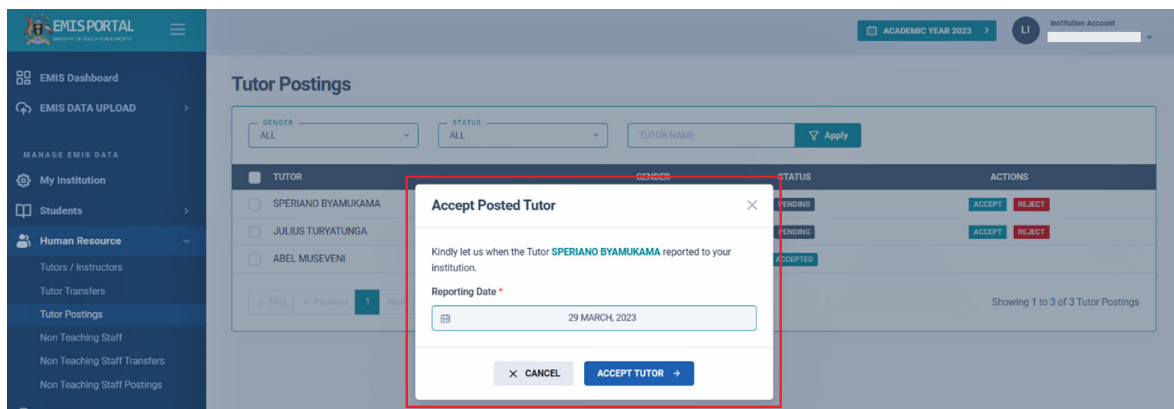 EMIS PORTAL
MINISTRY OF EDUCATION & SPORTS
ACADEMIC YEAR 2023
LI
Institution Account
EMIS Dashboard
EMIS DATA UPLOAD
MANAGE EMIS DATA
My Institution
Students
Human Resource
Tutors / Instructors
Tutor Transfers
Tutor Postings
Non Teaching Staff
Non Teaching Staff Transfers
Non Teaching Staff Postings
Tutor Postings
GENDER
ALL
STATUS
ALL
TUTOR NAME
Apply
TUTOR GENDER STATUS ACTIONS
SPERIANO BYAMUKAMA PENDING ACCEPT REJECT
JULIUS TURYATUNGA PENDING ACCEPT REJECT
ABEL MUSEVENI ACCEPTED
« First ‹ Previous 1 Next
Showing 1 to 3 of 3 Tutor Postings
Accept Posted Tutor
Kindly let us when the Tutor SPERIANO BYAMUKAMA reported to your
institution.
Reporting Date *
29 MARCH, 2023
CANCEL
ACCEPT TUTOR